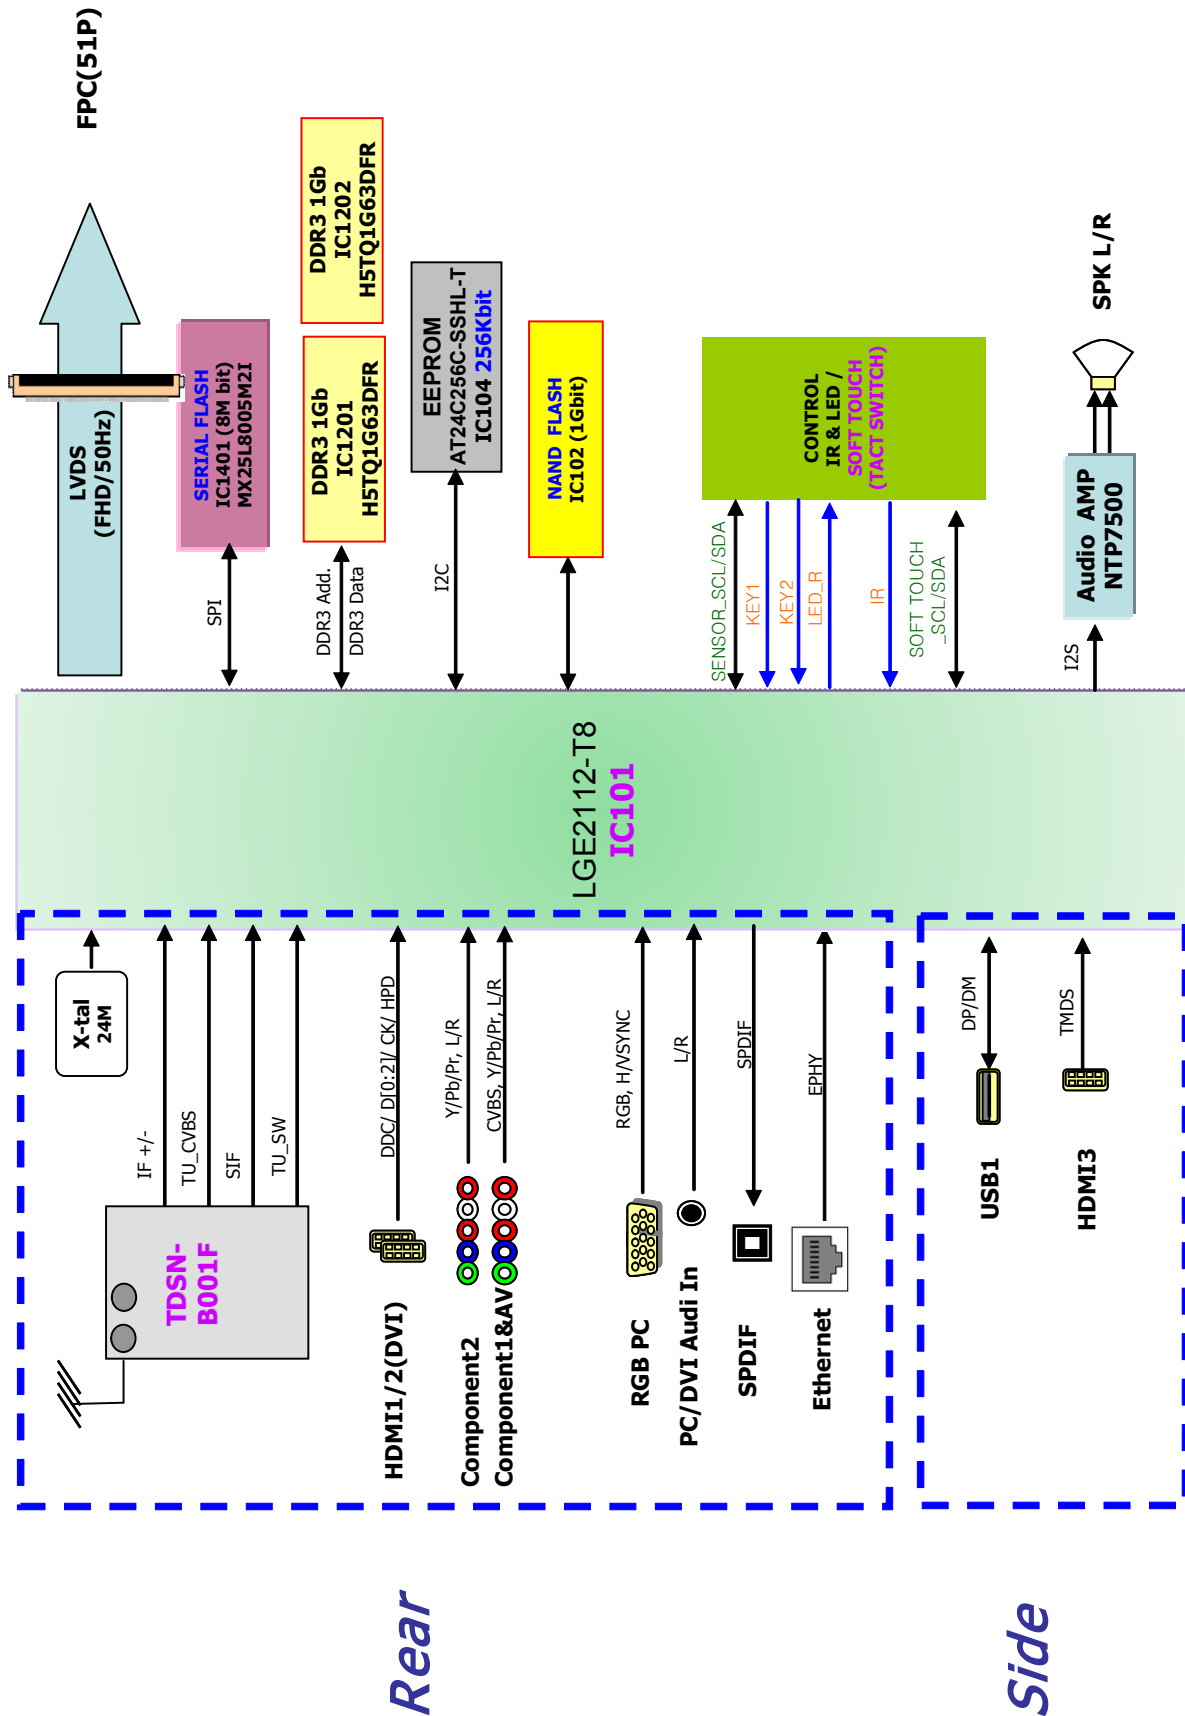 Rear
Side
X-tal
24M
TDSN-
B001F
IF +/-
TU_CVBS
SIF
TU_SW
HDMI1/2(DVI)
DDC/ D[0:2]/ CK/ HPD
Component2
Y/Pb/Pr, L/R
Component1&AV
CVBS, Y/Pb/Pr, L/R
RGB PC
RGB, H/VSYNC
PC/DVI Audi In
L/R
SPDIF
SPDIF
Ethernet
EPHY
USB1
DP/DM
HDMI3
TMDS
LGE2112-T8
IC101
LVDS
(FHD/50Hz)
FPC(51P)
SPI
SERIAL FLASH
IC1401 (8M bit)
MX25L8005M2I
DDR3 Add.
DDR3 Data
DDR3 1Gb
IC1201
H5TQ1G63DFR
DDR3 1Gb
IC1202
H5TQ1G63DFR
I2C
EEPROM
AT24C256C-SSHL-T
IC104 256Kbit
NAND FLASH
IC102 (1Gbit)
SENSOR_SCL/SDA
KEY1
KEY2
LED_R
IR
SOFT TOUCH
_SCL/SDA
CONTROL
IR & LED /
SOFT TOUCH
(TACT SWITCH)
I2S
Audio AMP
NTP7500
SPK L/R